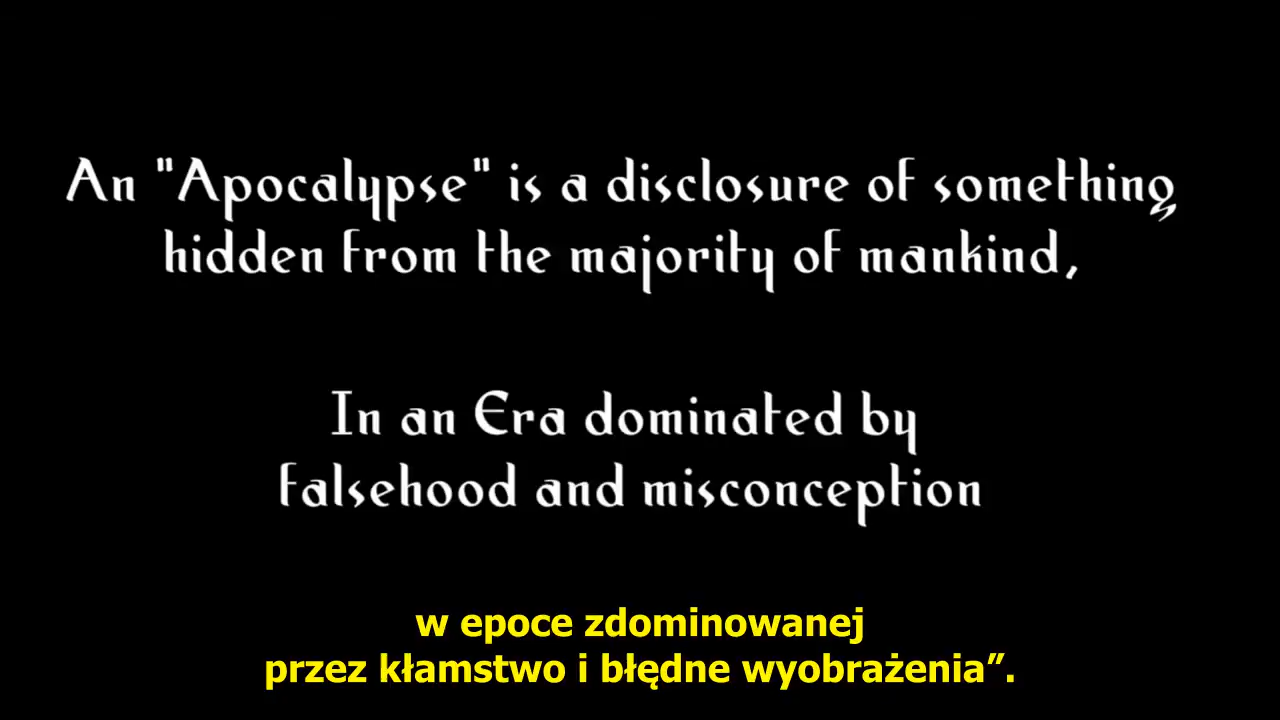 An "Apocalypse" is a disclosure of something
hidden from the majority of mankind,
In an Era dominated by
falsehood and misconception
w epoce zdominowanej
przez kłamstwo i błędne wyobrażenia”.